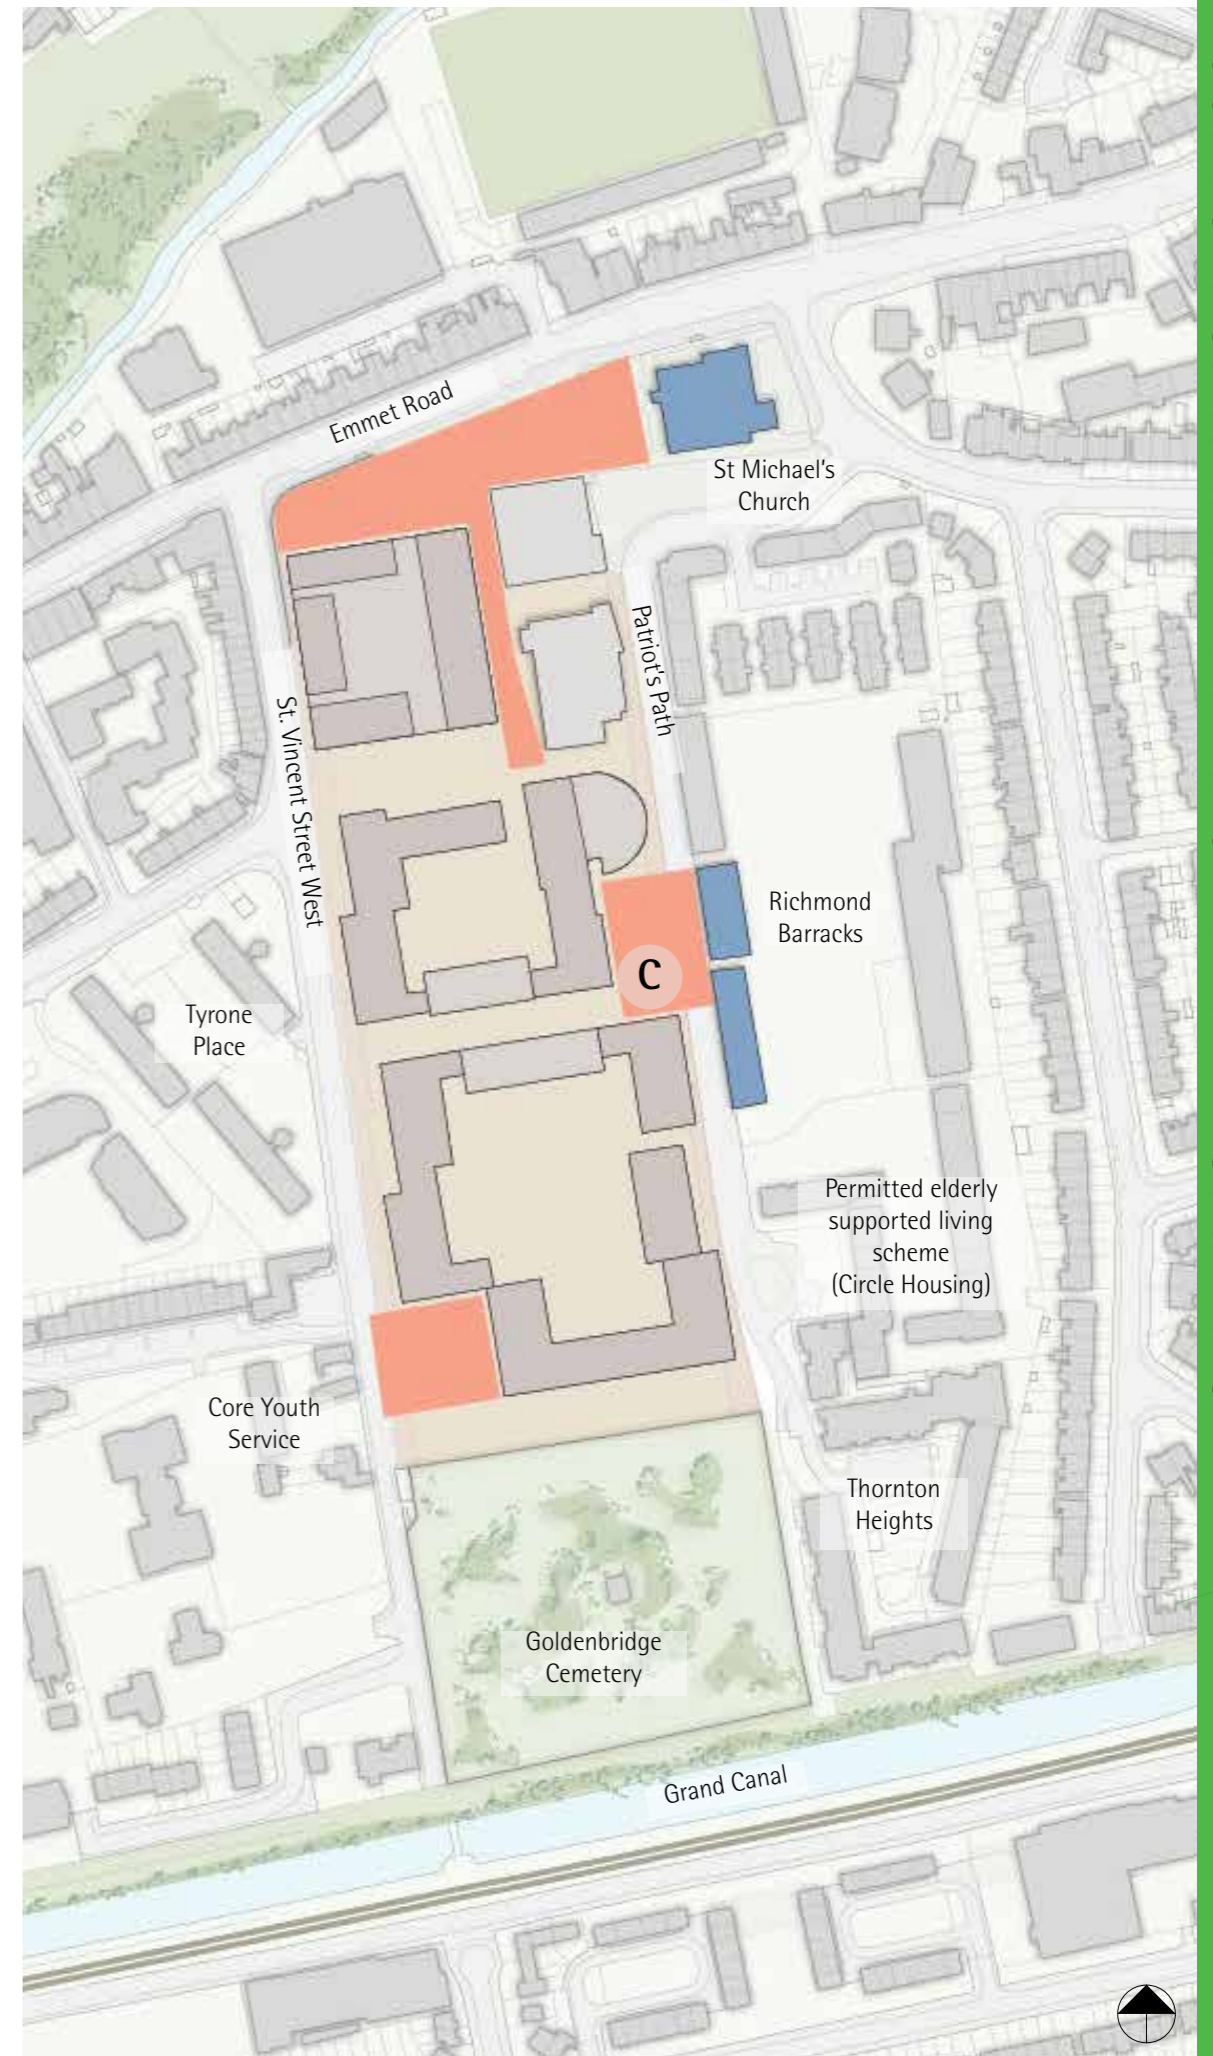 Emmet Road
St Michael's
Church
Patriot's Path
St. Vincent Street West
Richmond
Barracks
C
Tyrone
Place
Permitted elderly
supported living
scheme
(Circle Housing)
Core Youth
Service
Thornton
Heights
Goldenbridge
Cemetery
Grand Canal